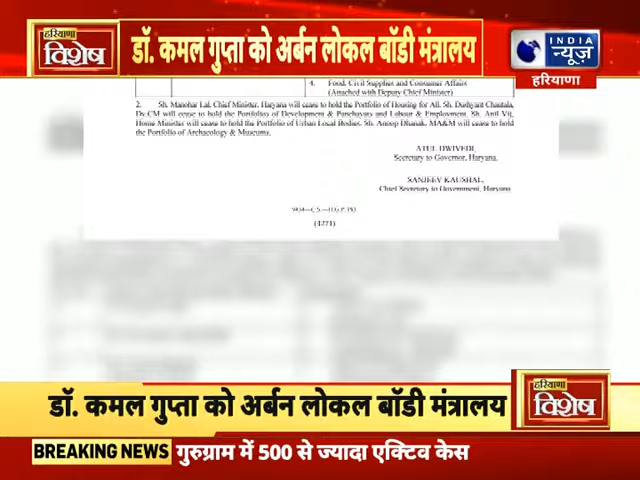 हरियाणा
विशेष
डॉ. कमल गुप्ता को अर्बन लोकल बॉडी मंत्रालय
INDIA
न्यूज़
हरियाणा
4. Food, Civil Supplies and Consumer Affairs
(Attached with Deputy Chief Minister)
2. Sh. Manohar Lal, Chief Minister, Haryana will cease to hold the Portfolio of Housing for All. Sh. Dushyant Chautala,
Dy.CM will cease to hold the Portfolios of Development & Panchayats and Labour & Employment. Sh. Anil Vij,
Home Minister will cease to hold the Portfolio of Urban Local Bodies. Sh. Anoop Dhanak, MA&M will cease to hold
the Portfolio of Archaeology & Museums.
ATUL DWIVEDI,
Secretary to Governor, Haryana.
SANJEEV KAUSHAL,
Chief Secretary to Government, Haryana
(4271)
डॉ. कमल गुप्ता को अर्बन लोकल बॉडी मंत्रालय
हरियाणा
विशेष
BREAKING NEWS गुरुग्राम में 500 से ज्यादा एक्टिव केस